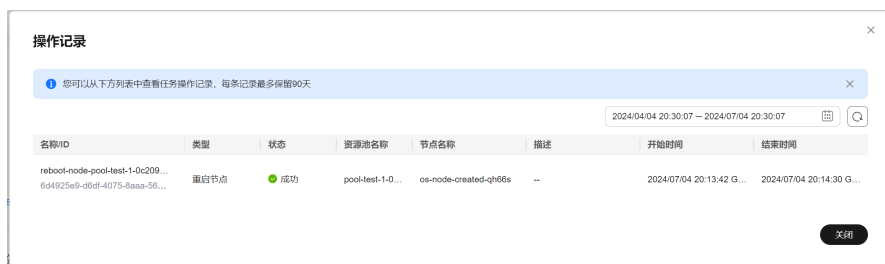 操作记录
您可以从下方列表中查看任务操作记录，每条记录最多保留90天
2024/04/04 20:30:07 — 2024/07/04 20:30:07
名称/ID 类型 状态 资源池名称 节点名称 描述 开始时间 结束时间
reboot-node-pool-test-1-0c209...
6d4925e9-d6df-4075-8aaa-56...
重启节点 成功 pool-test-1-0... os-node-created-qh66s -- 2024/07/04 20:13:42 G... 2024/07/04 20:14:30 G...
关闭